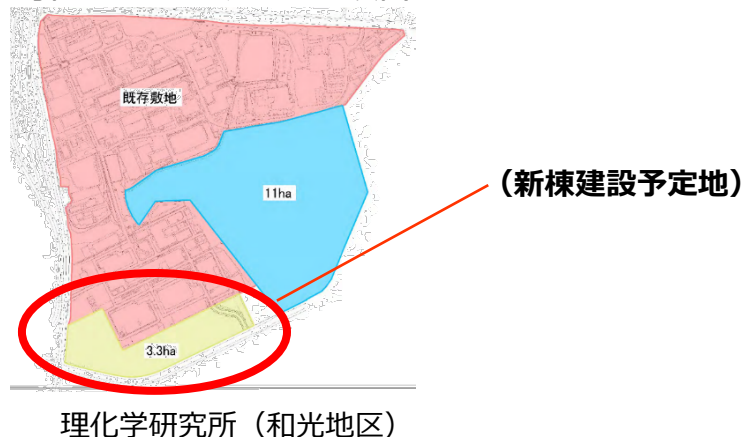 既存敷地
11ha
（新棟建設予定地）
3.3ha
理化学研究所（和光地区）